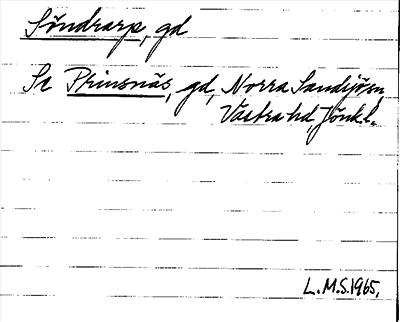 Söndrarp, gd
Se Prinsnäs, gd, Norra Sandsjö sn,
Västra hd, Jönk l.
L.M.S. 1965.